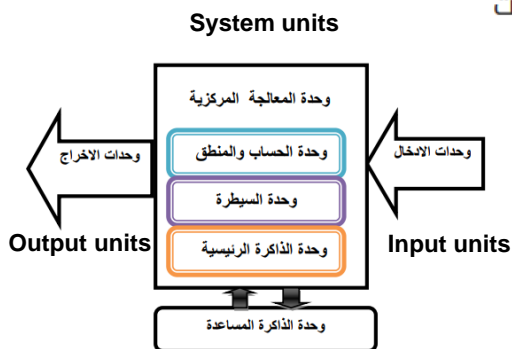 System units
وحدة المعالجة المركزية
وحدات الادخال
وحدة الحساب والمنطق
وحدات الاخراج
وحدة السيطرة
Input units
وحدة الذاكرة الرئيسية
Output units
وحدة الذاكرة المساعدة